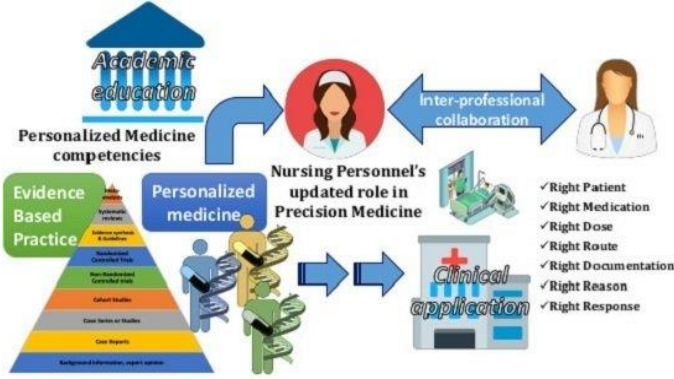 Academic
education
Personalized Medicine
competencies
Evidence
Based
Practice
Personalized
medicine
Meta-
analyses
Systematic
reviews
Evidence synthesis
& Guidelines
Randomized
Controlled Trials
Non-Randomized
Controlled trials
Cohort Studies
Case Series or Studies
Case Reports
Background information, expert opinion
Nursing Personnel's
updated role in
Precision Medicine
Inter-professional
collaboration
Clinical
application
✓Right Patient
✓Right Medication
✓Right Dose
✓Right Route
✓Right Documentation
✓Right Reason
✓Right Response